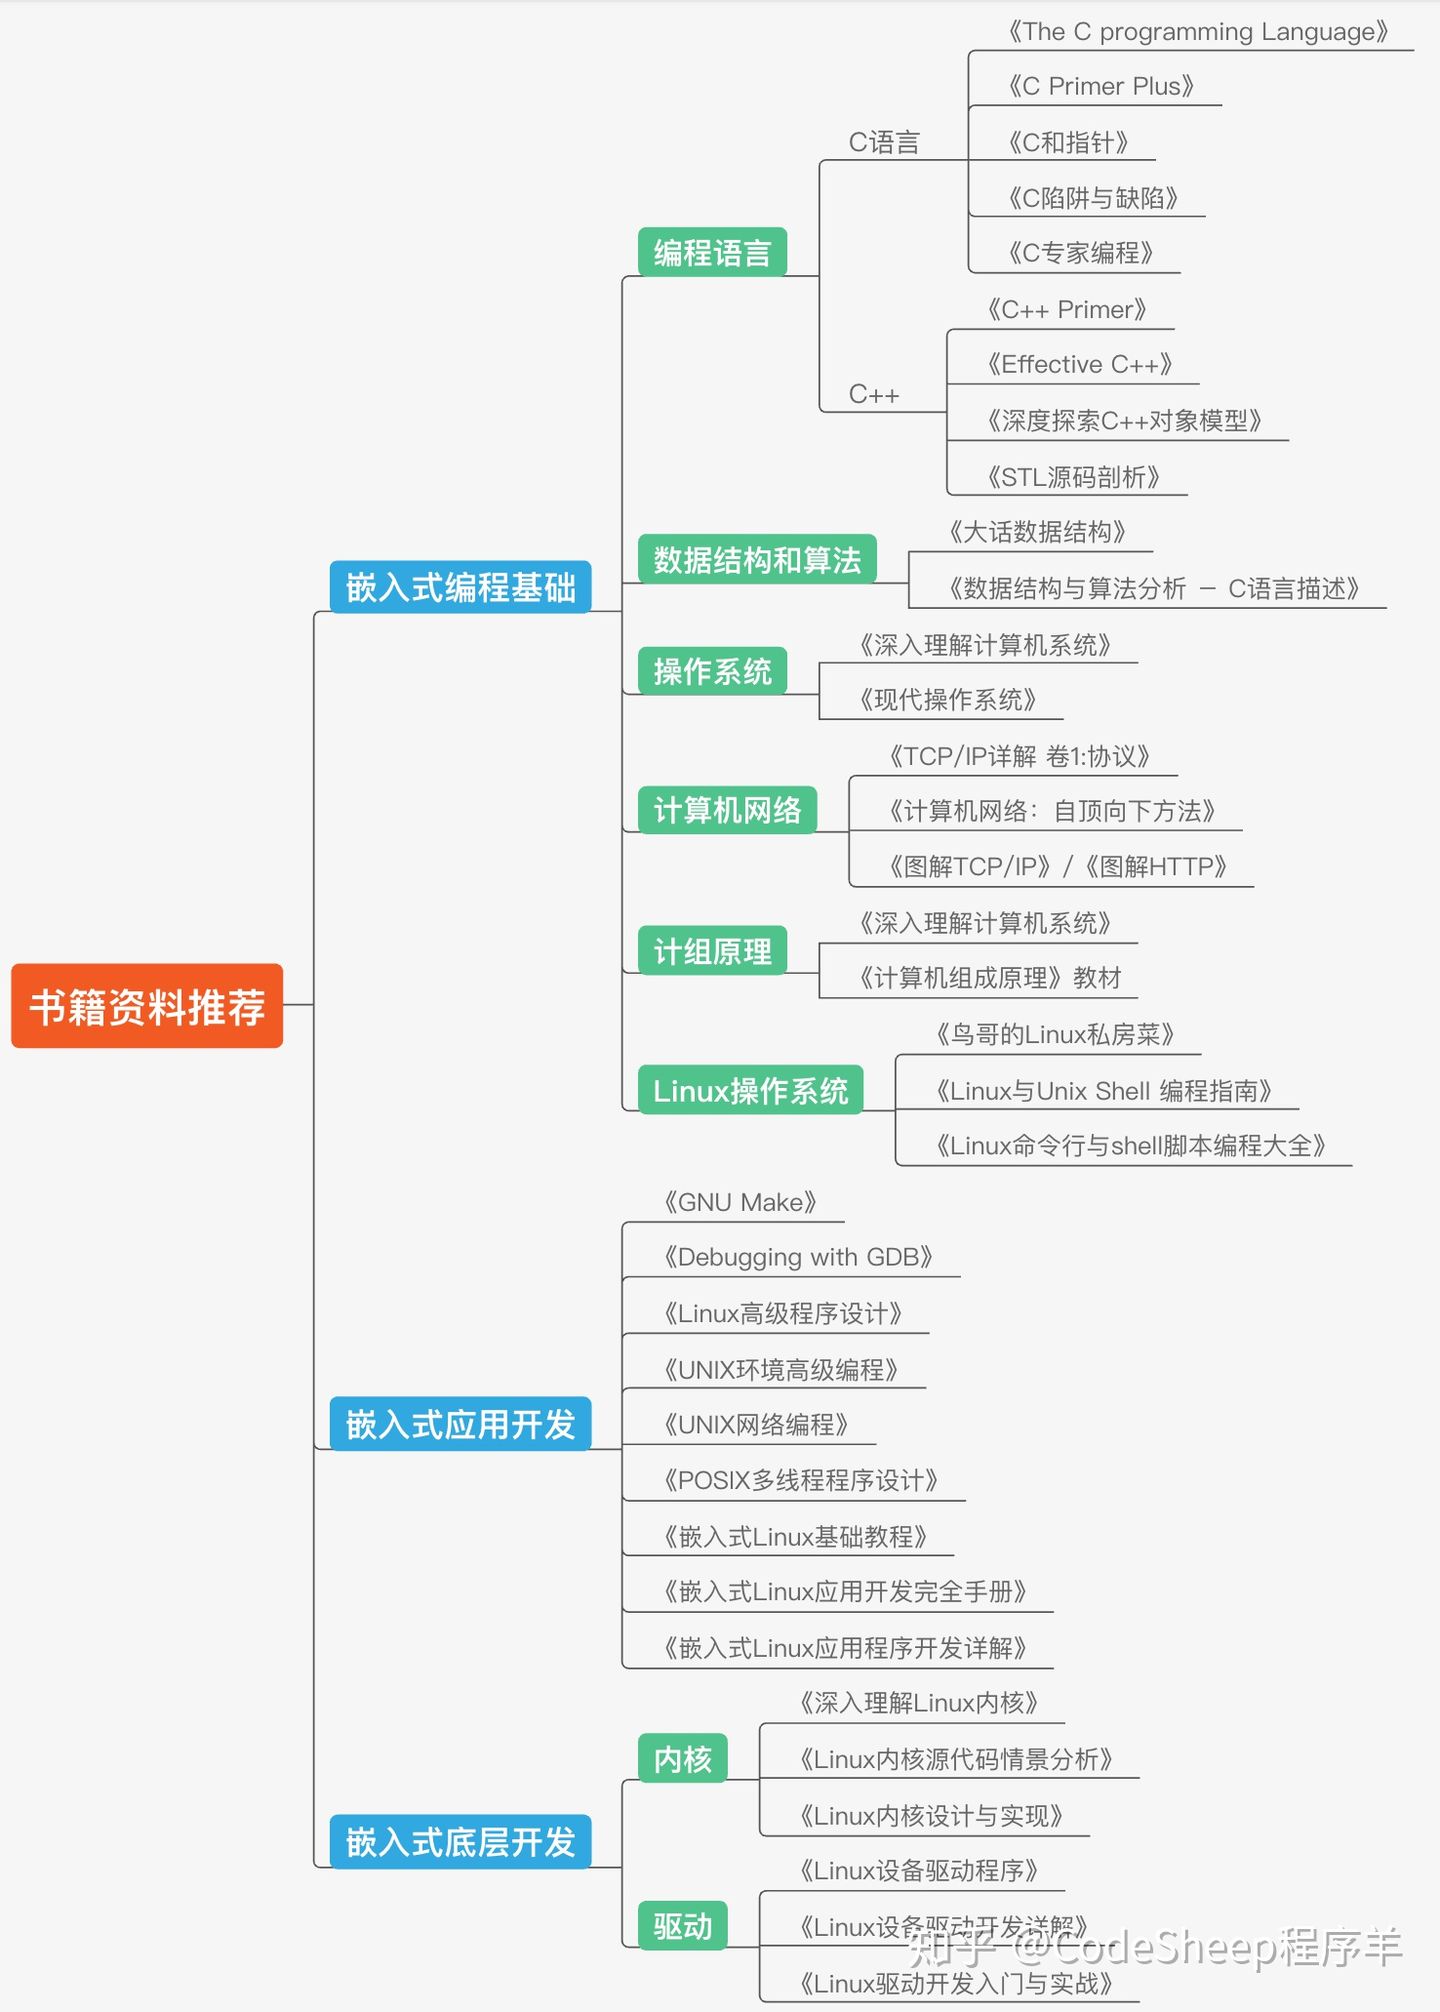 书籍资料推荐
嵌入式编程基础
编程语言
C语言
《The C programming Language》
《C Primer Plus》
《C和指针》
《C陷阱与缺陷》
《C专家编程》
C++
《C++ Primer》
《Effective C++》
《深度探索C++对象模型》
《STL源码剖析》
数据结构和算法
《大话数据结构》
《数据结构与算法分析 － C语言描述》
操作系统
《深入理解计算机系统》
《现代操作系统》
计算机网络
《TCP/IP详解 卷1:协议》
《计算机网络：自顶向下方法》
《图解TCP/IP》/《图解HTTP》
计组原理
《深入理解计算机系统》
《计算机组成原理》教材
Linux操作系统
《鸟哥的Linux私房菜》
《Linux与Unix Shell 编程指南》
《Linux命令行与shell脚本编程大全》
嵌入式应用开发
《GNU Make》
《Debugging with GDB》
《Linux高级程序设计》
《UNIX环境高级编程》
《UNIX网络编程》
《POSIX多线程程序设计》
《嵌入式Linux基础教程》
《嵌入式Linux应用开发完全手册》
《嵌入式Linux应用程序开发详解》
嵌入式底层开发
内核
《深入理解Linux内核》
《Linux内核源代码情景分析》
《Linux内核设计与实现》
驱动
《Linux设备驱动程序》
《Linux设备驱动开发详解》
《Linux驱动开发入门与实战》
知乎 @CodeSheep程序羊